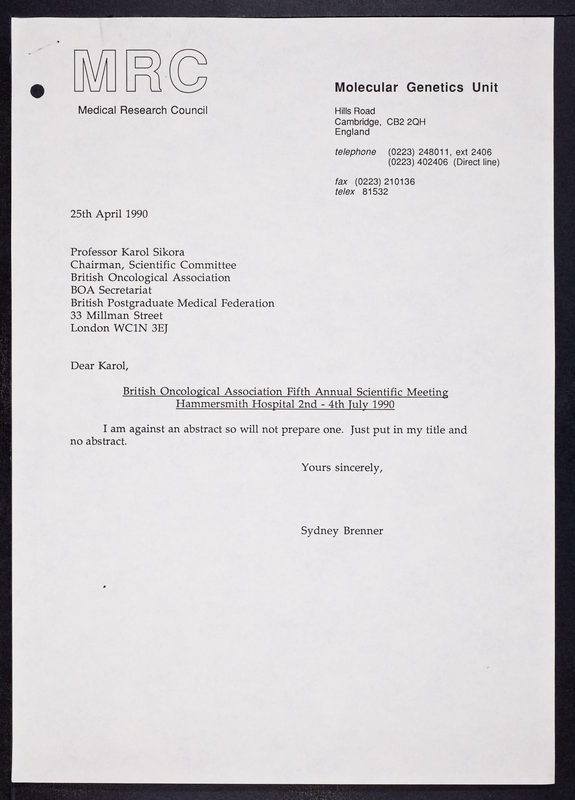 MRC
Medical Research Council
Molecular Genetics Unit
Hills Road
Cambridge, CB2 2QH
England
telephone (0223) 248011, ext 2406
(0223) 402406 (Direct line)
fax (0223) 210136
telex 81532
25th April 1990
Professor Karol Sikora
Chairman, Scientific Committee
British Oncological Association
BOA Secretariat
British Postgraduate Medical Federation
33 Millman Street
London WC1N 3EJ
Dear Karol,
British Oncological Association Fifth Annual Scientific Meeting
Hammersmith Hospital 2nd - 4th July 1990
I am against an abstract so will not prepare one. Just put in my title and
no abstract.
Yours sincerely,
Sydney Brenner